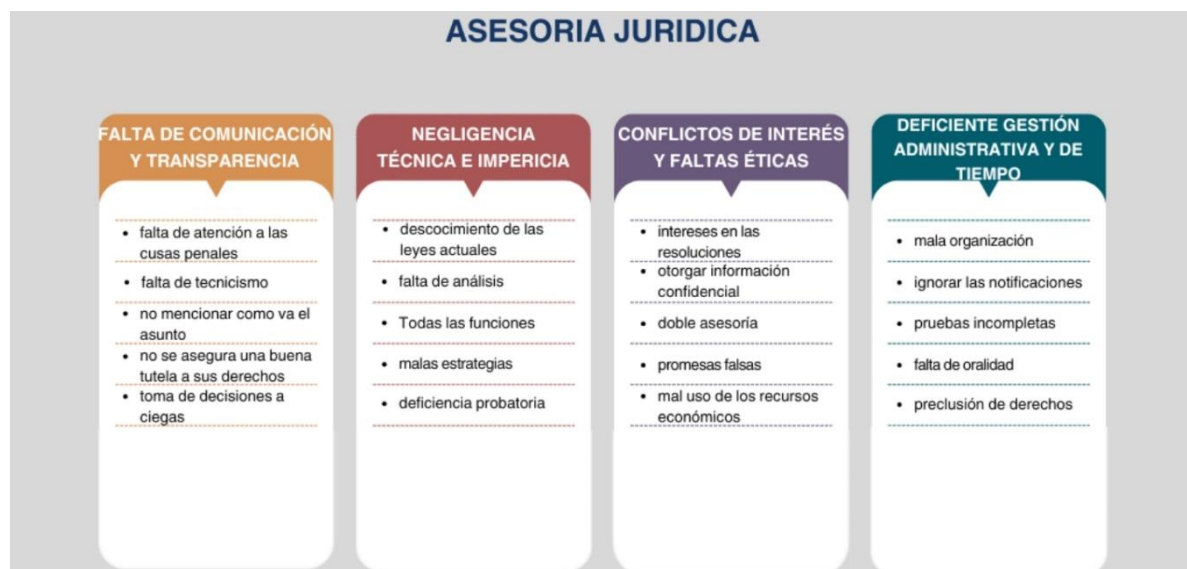 ASESORIA JURIDICA
FALTA DE COMUNICACIÓN
Y TRANSPARENCIA
• falta de atención a las
cusas penales
• falta de tecnicismo
• no mencionar como va el
asunto
• no se asegura una buena
tutela a sus derechos
• toma de decisiones a
ciegas
NEGLIGENCIA
TÉCNICA E IMPERICIA
• descocimiento de las
leyes actuales
• falta de análisis
• Todas las funciones
• malas estrategias
• deficiencia probatoria
CONFLICTOS DE INTERÉS
Y FALTAS ÉTICAS
• intereses en las
resoluciones
• otorgar información
confidencial
• doble asesoría
• promesas falsas
• mal uso de los recursos
económicos
DEFICIENTE GESTIÓN
ADMINISTRATIVA Y DE
TIEMPO
• mala organización
• ignorar las notificaciones
• pruebas incompletas
• falta de oralidad
• preclusión de derechos